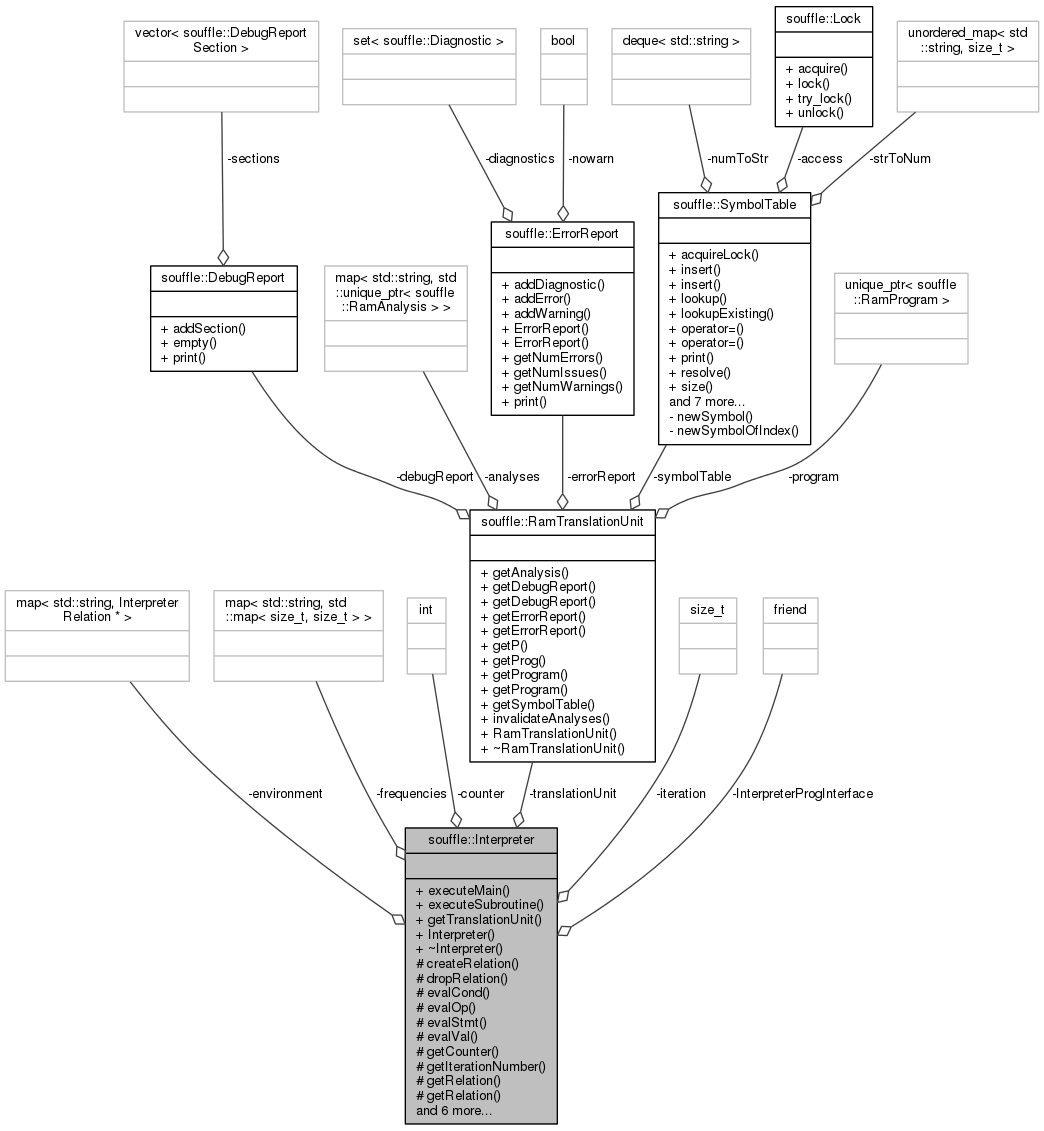 vector< souffle::DebugReport
Section >
set< souffle::Diagnostic >
bool
deque< std::string >
souffle::Lock
+ acquire()
+ lock()
+ try_lock()
+ unlock()
unordered_map< std
::string, size_t >
-sections
-diagnostics
-nowarn
-numToStr
-access
-strToNum
souffle::DebugReport
+ addSection()
+ empty()
+ print()
map< std::string, std
::unique_ptr< souffle
::RamAnalysis > >
souffle::ErrorReport
+ addDiagnostic()
+ addError()
+ addWarning()
+ ErrorReport()
+ ErrorReport()
+ getNumErrors()
+ getNumIssues()
+ getNumWarnings()
+ print()
souffle::SymbolTable
+ acquireLock()
+ insert()
+ insert()
+ lookup()
+ lookupExisting()
+ operator=()
+ operator=()
+ print()
+ resolve()
+ size()
and 7 more...
- newSymbol()
- newSymbolOfIndex()
unique_ptr< souffle
::RamProgram >
-debugReport
-analyses
-errorReport
-symbolTable
-program
souffle::RamTranslationUnit
+ getAnalysis()
+ getDebugReport()
+ getDebugReport()
+ getErrorReport()
+ getErrorReport()
+ getP()
+ getProg()
+ getProgram()
+ getProgram()
+ getSymbolTable()
+ invalidateAnalyses()
+ RamTranslationUnit()
+ ~RamTranslationUnit()
map< std::string, Interpreter
Relation * >
map< std::string, std
::map< size_t, size_t > >
int
size_t
friend
-environment
-frequencies
-counter
-translationUnit
-iteration
-InterpreterProgInterface
souffle::Interpreter
+ executeMain()
+ executeSubroutine()
+ getTranslationUnit()
+ Interpreter()
+ ~Interpreter()
# createRelation()
# dropRelation()
# evalCond()
# evalOp()
# evalStmt()
# evalVal()
# getCounter()
# getIterationNumber()
# getRelation()
# getRelation()
and 6 more...